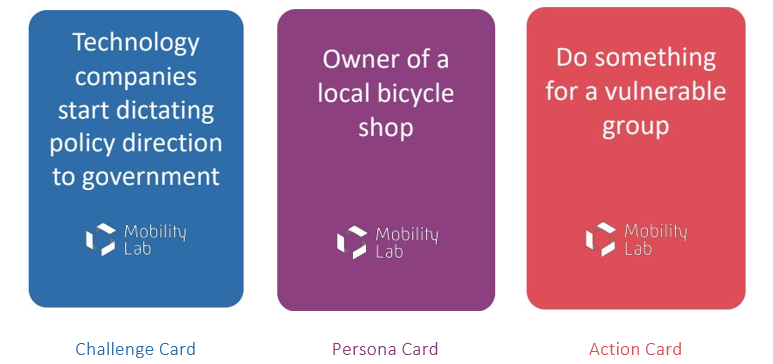 Technology
companies
start dictating
policy direction
to government
Mobility
Lab
Owner of a
local bicycle
shop
Mobility
Lab
Do something
for a vulnerable
group
Mobility
Lab
Challenge Card
Persona Card
Action Card